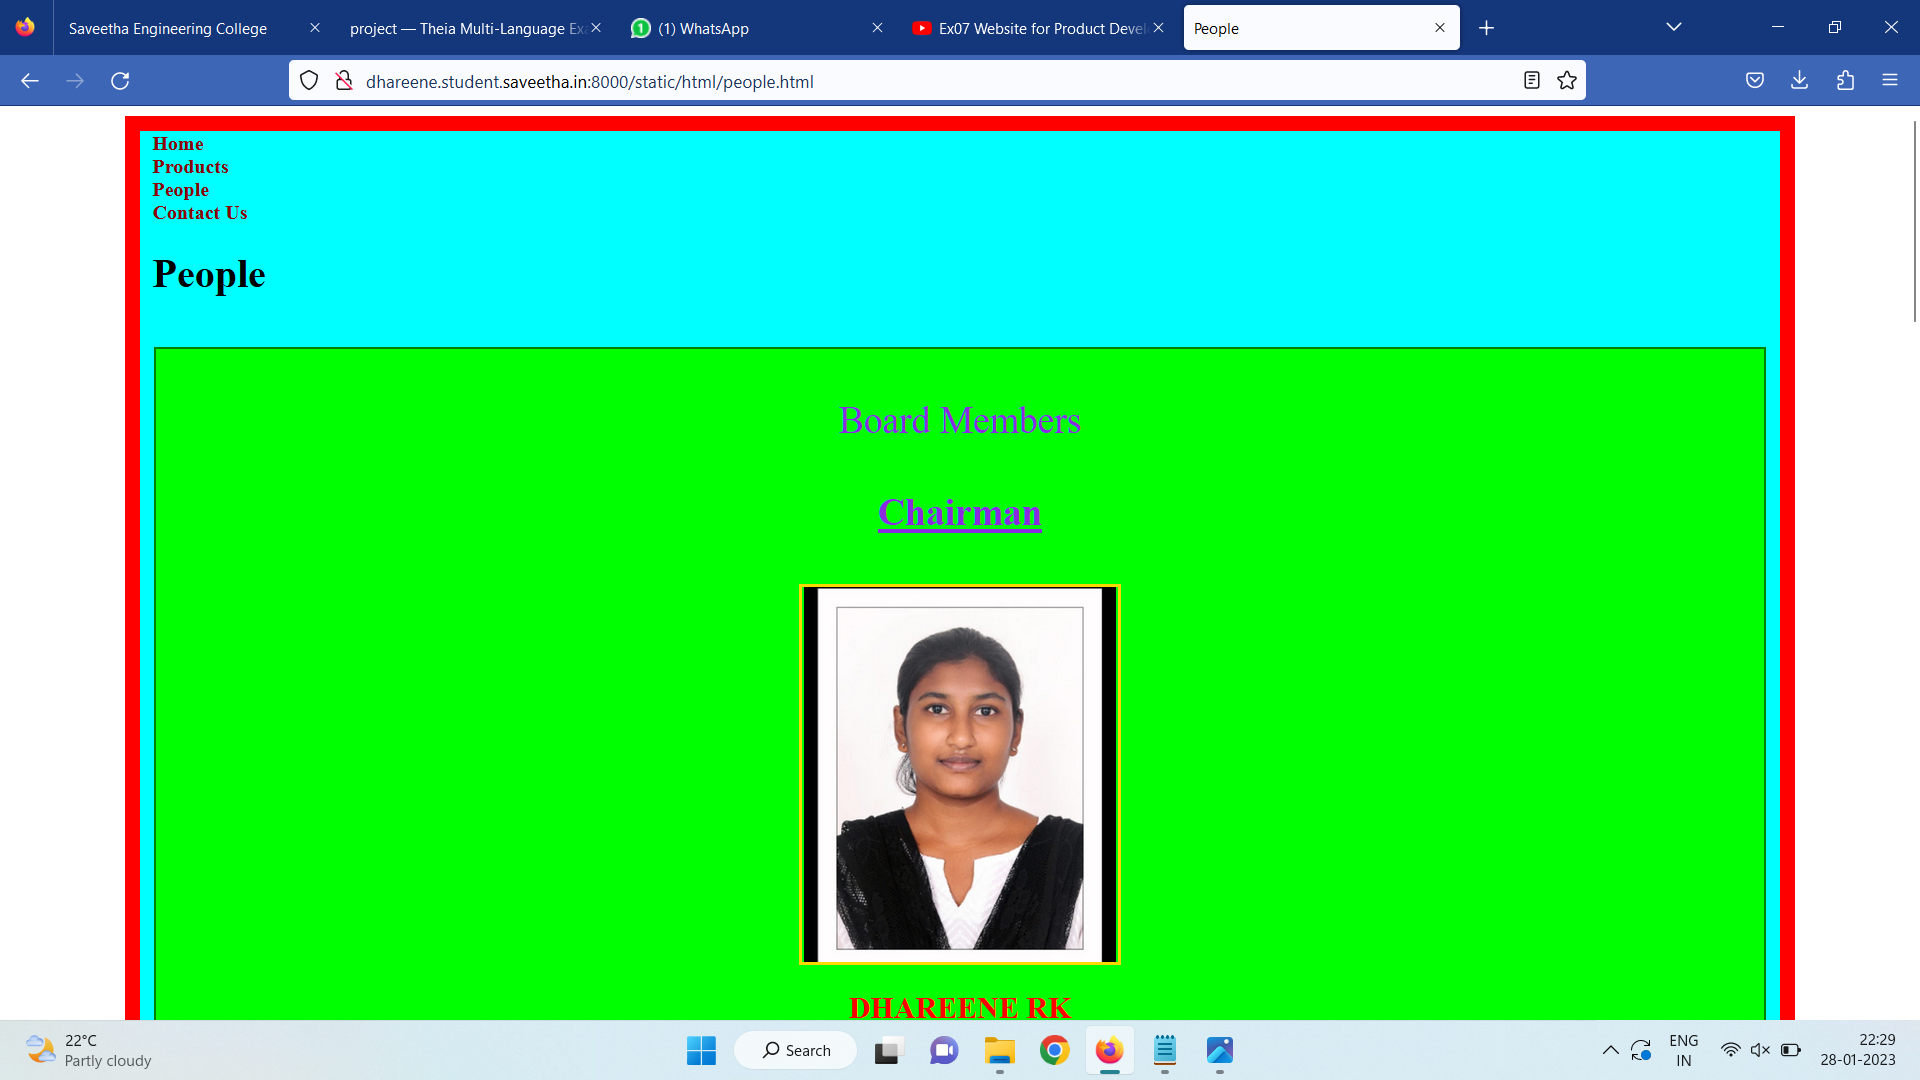 Saveetha Engineering College
project — Theia Multi-Language Ex
(1) WhatsApp
Ex07 Website for Product Devel
People
dhareene.student.saveetha.in:8000/static/html/people.html
Home
Products
People
Contact Us
People
Board Members
Chairman
DHAREENE RK
22°C
Partly cloudy
Search
ENG
IN
22:29
28-01-2023